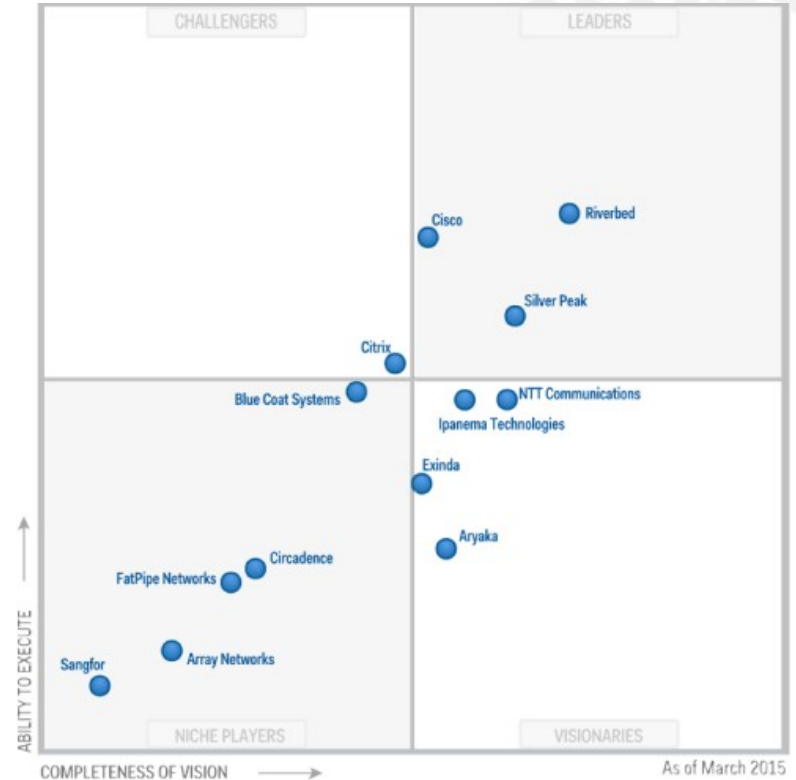 CHALLENGERS
LEADERS
Riverbed
Cisco
Silver Peak
Citrix
Blue Coat Systems
NTT Communications
Ipanema Technologies
Exinda
Aryaka
Circadence
FatPipe Networks
Array Networks
Sangfor
NICHE PLAYERS
VISIONARIES
ABILITY TO EXECUTE
COMPLETENESS OF VISION
As of March 2015